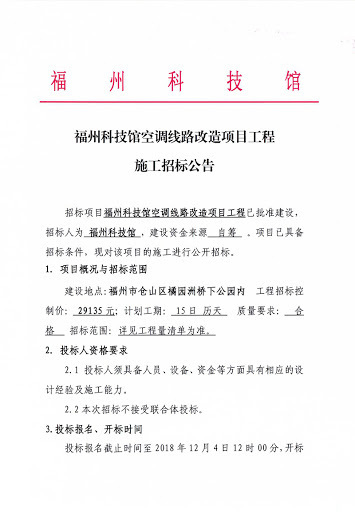 福州科技馆
福州科技馆空调线路改造项目工程
施工招标公告
招标项目福州科技馆空调线路改造项目工程已批准建设，
招标人为 福州科技馆 ，建设资金来源 自筹 。项目已具备
招标条件，现对该项目的施工进行公开招标。
1．项目概况与招标范围
建设地点：福州市仓山区橘园洲桥下公园内 工程招标控
制价： 29135 元；计划工期： 15 日 历天 质量要求： 合
格 招标范围：详见工程量清单为准。
2．投标人资格要求
2.1 投标人须具备人员、设备、资金等方面具有相应的设
计经验及施工能力。
2.2 本次招标不接受联合体投标。
3.投标报名、开标时间
投标报名截止时间至 2018 年 12 月 4 日 12 时 00 分，开标